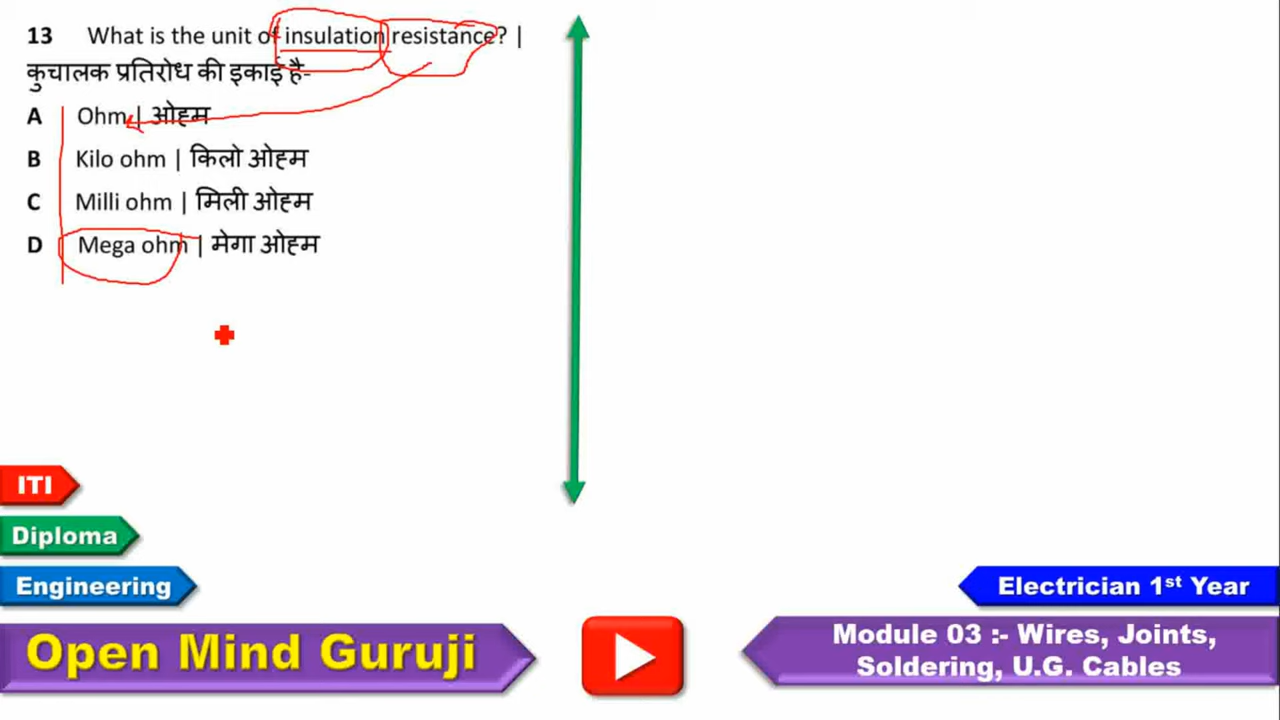 13 What is the unit of insulation resistance? |
कुचालक प्रतिरोध की इकाई है-
A Ohm | ओह्म
B Kilo ohm | किलो ओह्म
C Milli ohm | मिली ओह्म
D Mega ohm | मेगा ओह्म
ITI
Diploma
Engineering
Open Mind Guruji
Electrician 1st Year
Module 03 :- Wires, Joints,
Soldering, U.G. Cables